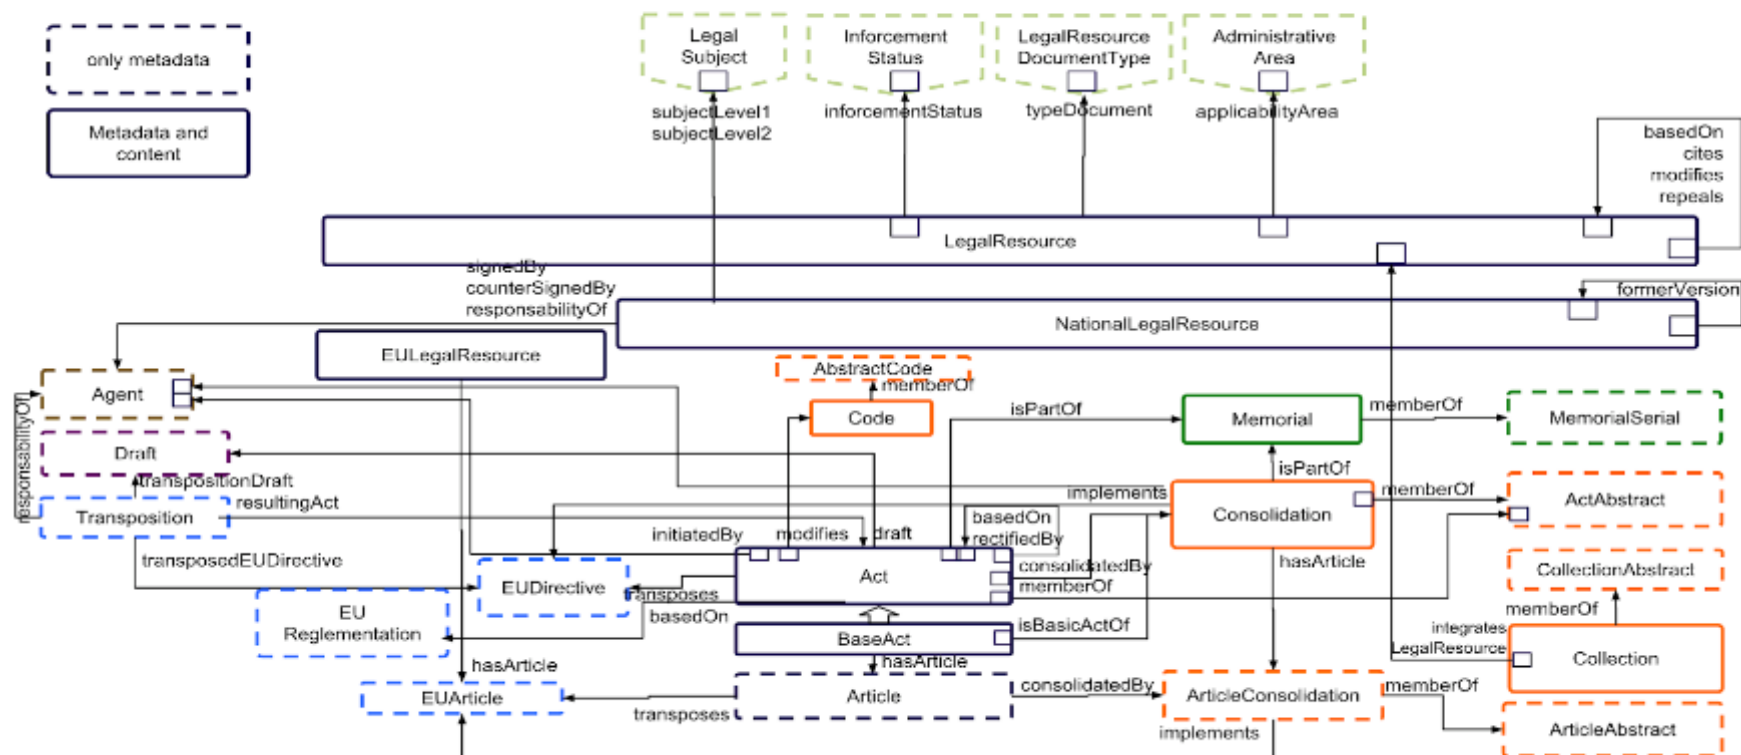 only metadata
Metadata and
content
Legal
Subject
Inforcement
Status
LegalResource
DocumentType
Administrative
Area
subjectLevel1
subjectLevel2
inforcementStatus
typeDocument
applicabilityArea
basedOn
cites
modifies
repeals
LegalResource
signedBy
counterSignedBy
responsabilityOf
formerVersion
NationalLegalResource
EULegalResource
AbstractCode
memberOf
Agent
Code
isPartOf
Memorial
memberOf
MemorialSerial
responsabilityOf
Draft
transpositionDraft
resultingAct
isPartOf
implements
memberOf
ActAbstract
Transposition
Consolidation
basedOn
rectifiedBy
initiatedBy
modifies
draft
transposedEUDirective
hasArticle
consolidatedBy
CollectionAbstract
EUDirective
Act
transposes
memberOf
EU
Reglementation
basedOn
memberOf
isBasicActOf
integrates
LegalResource
BaseAct
Collection
hasArticle
hasArticle
EUArticle
Article
consolidatedBy
ArticleConsolidation
memberOf
transposes
implements
ArticleAbstract